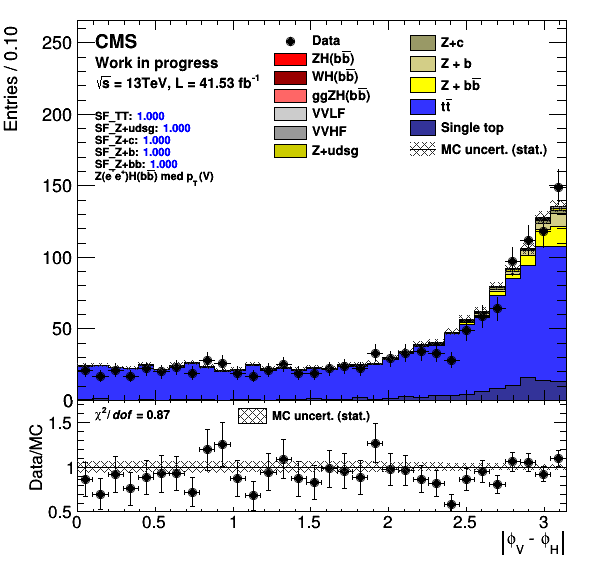 Entries / 0.10
250
200
150
100
50
0
CMS
Work in progress
√s = 13TeV, L = 41.53 fb⁻¹
SF_TT: 1.000
SF_Z+udsg: 1.000
SF_Z+c: 1.000
SF_Z+b: 1.000
SF_Z+bb: 1.000
Z(e⁻e⁺)H(bb̅) med p_T(V)
Data
ZH(bb̅)
WH(bb̅)
ggZH(bb̅)
VVLF
VVHF
Z+udsg
Z+c
Z + b
Z + bb̅
tt̅
Single top
MC uncert. (stat.)
Data/MC
1.5
1
0.5
χ²/dof = 0.87
MC uncert. (stat.)
0 0.5 1 1.5 2 2.5 3
|ϕ_V - ϕ_H|